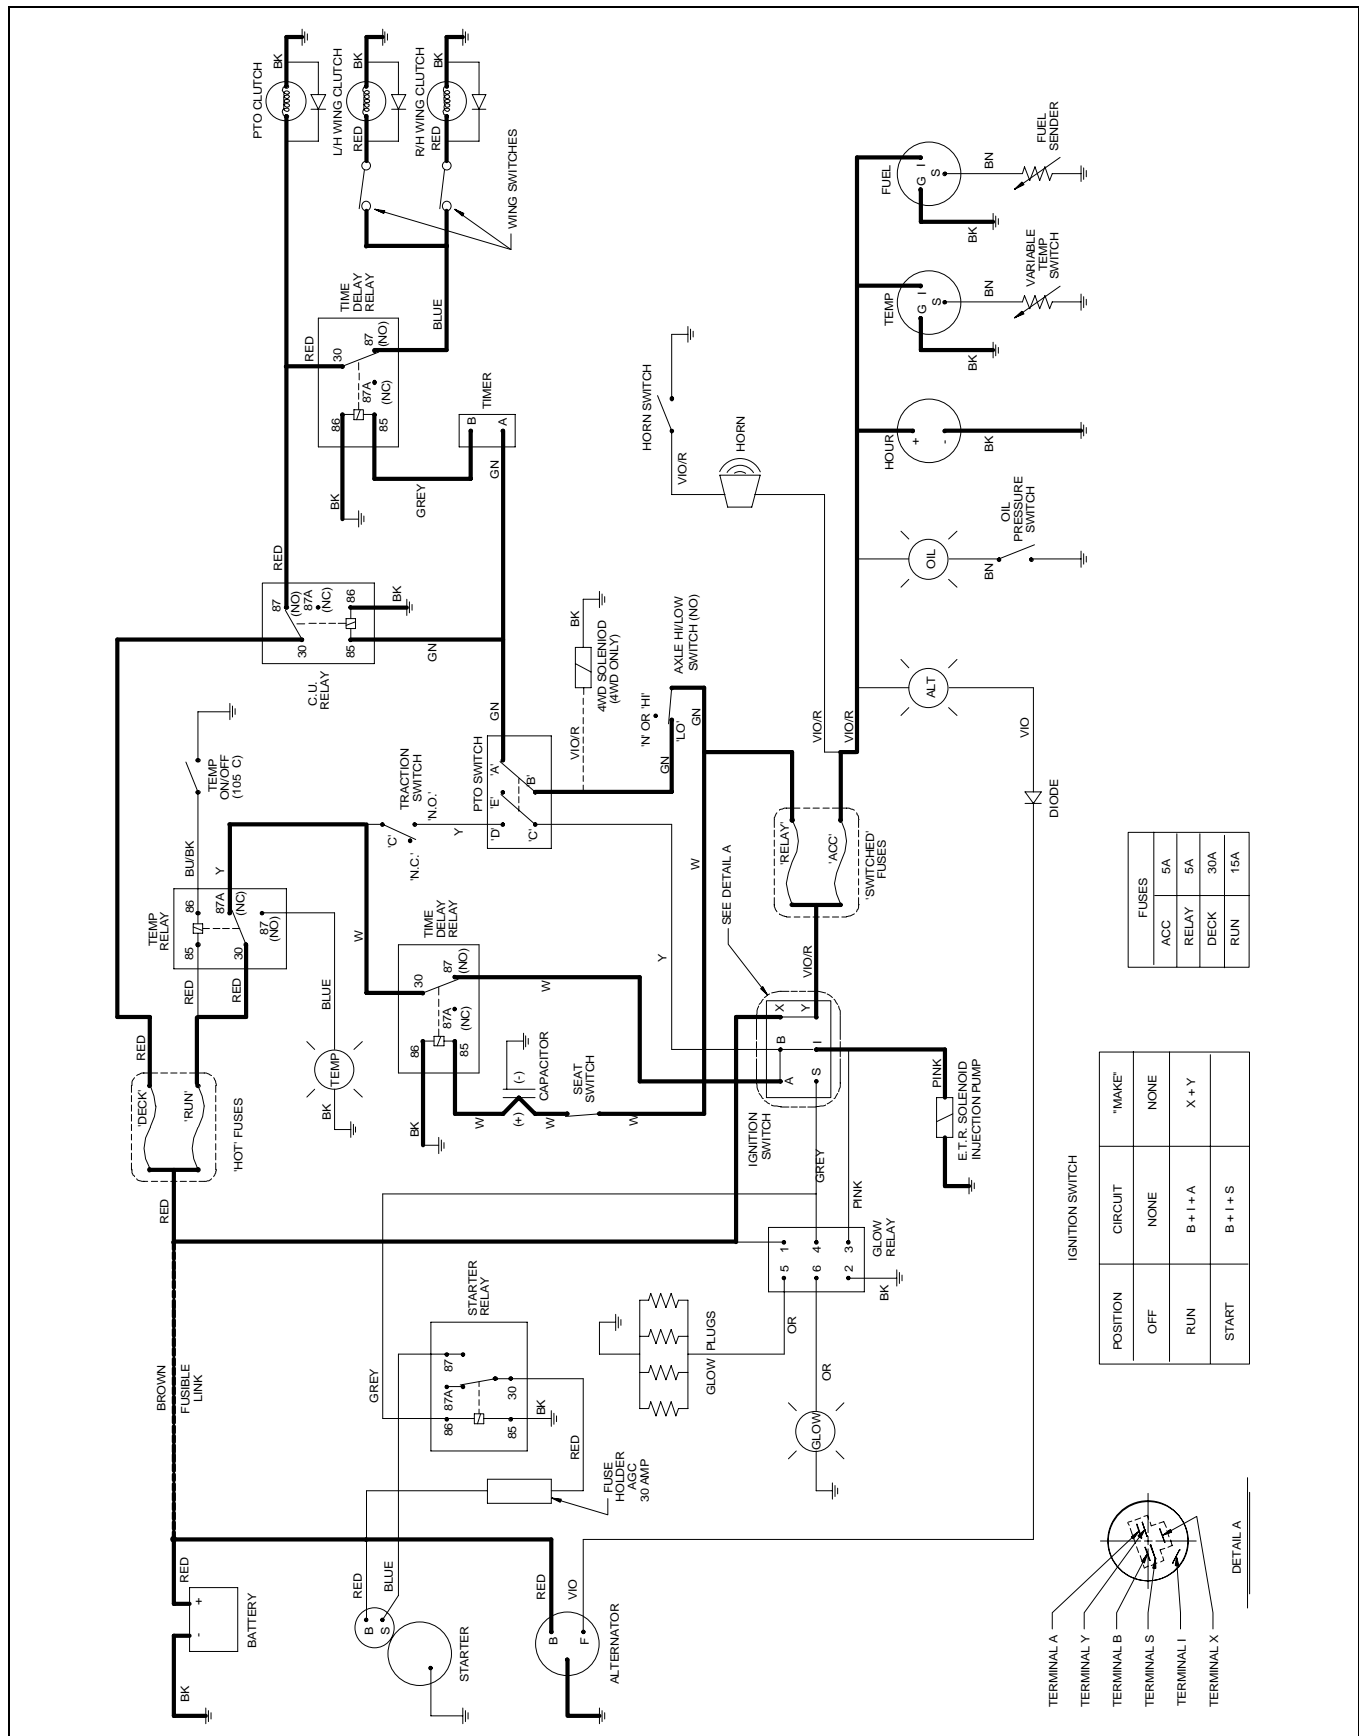 BATTERY
-
+
BK
RED
BROWN
FUSIBLE
LINK
RED
'DECK'
'RUN'
'HOT' FUSES
RED
RED
RED
TEMP
RELAY
85
86
30
87A
(NC)
87
(NO)
BU/BK
Y
BLUE
TEMP
BK
TEMP
ON/OFF
(105 C)
C.U.
RELAY
30
87
(NO)
87A
(NC)
85
86
BK
GN
RED
RED
TIME
DELAY
RELAY
86
85
87A
(NC)
30
87
(NO)
BK
GREY
BLUE
TIMER
B
A
GN
PTO CLUTCH
BK
L/H WING CLUTCH
RED
BK
R/H WING CLUTCH
RED
BK
WING SWITCHES
STARTER
B
S
RED
BLUE
FUSE
HOLDER
AGC
30 AMP
RED
STARTER
RELAY
86
85
87A
30
87
BK
GREY
W
TIME
DELAY
RELAY
86
85
87A
(NC)
30
87
(NO)
BK
W
W
(+)
(-)
CAPACITOR
W
SEAT
SWITCH
W
TRACTION
SWITCH
'C'
'N.O.'
'N.C.'
Y
PTO SWITCH
'D'
'E'
'A'
'C'
'B'
GN
VIO/R
BK
4WD SOLENIOD
(4WD ONLY)
AXLE HI/LOW
SWITCH (NO)
'N' OR 'HI'
'LO'
GN
GN
W
Y
ALTERNATOR
B
F
RED
VIO
GLOW PLUGS
OR
GLOW
OR
GLOW
RELAY
5
1
6
4
2
3
BK
GREY
PINK
IGNITION
SWITCH
A
B
X
S
I
Y
SEE DETAIL A
VIO/R
PINK
E.T.R. SOLENOID
INJECTION PUMP
'RELAY'
'ACC'
'SWITCHED'
FUSES
VIO/R
VIO/R
HORN SWITCH
VIO/R
HORN
DIODE
VIO
ALT
OIL
BN
OIL
PRESSURE
SWITCH
HOUR
+
-
BK
TEMP
G
I
S
BK
BN
VARIABLE
TEMP
SWITCH
FUEL
G
I
S
BK
BN
FUEL
SENDER
TERMINAL A
TERMINAL Y
TERMINAL B
TERMINAL S
TERMINAL I
TERMINAL X
DETAIL A
IGNITION SWITCH
POSITION CIRCUIT "MAKE"
OFF NONE NONE
RUN B + I + A X + Y
START B + I + S
FUSES
ACC 5A
RELAY 5A
DECK 30A
RUN 15A